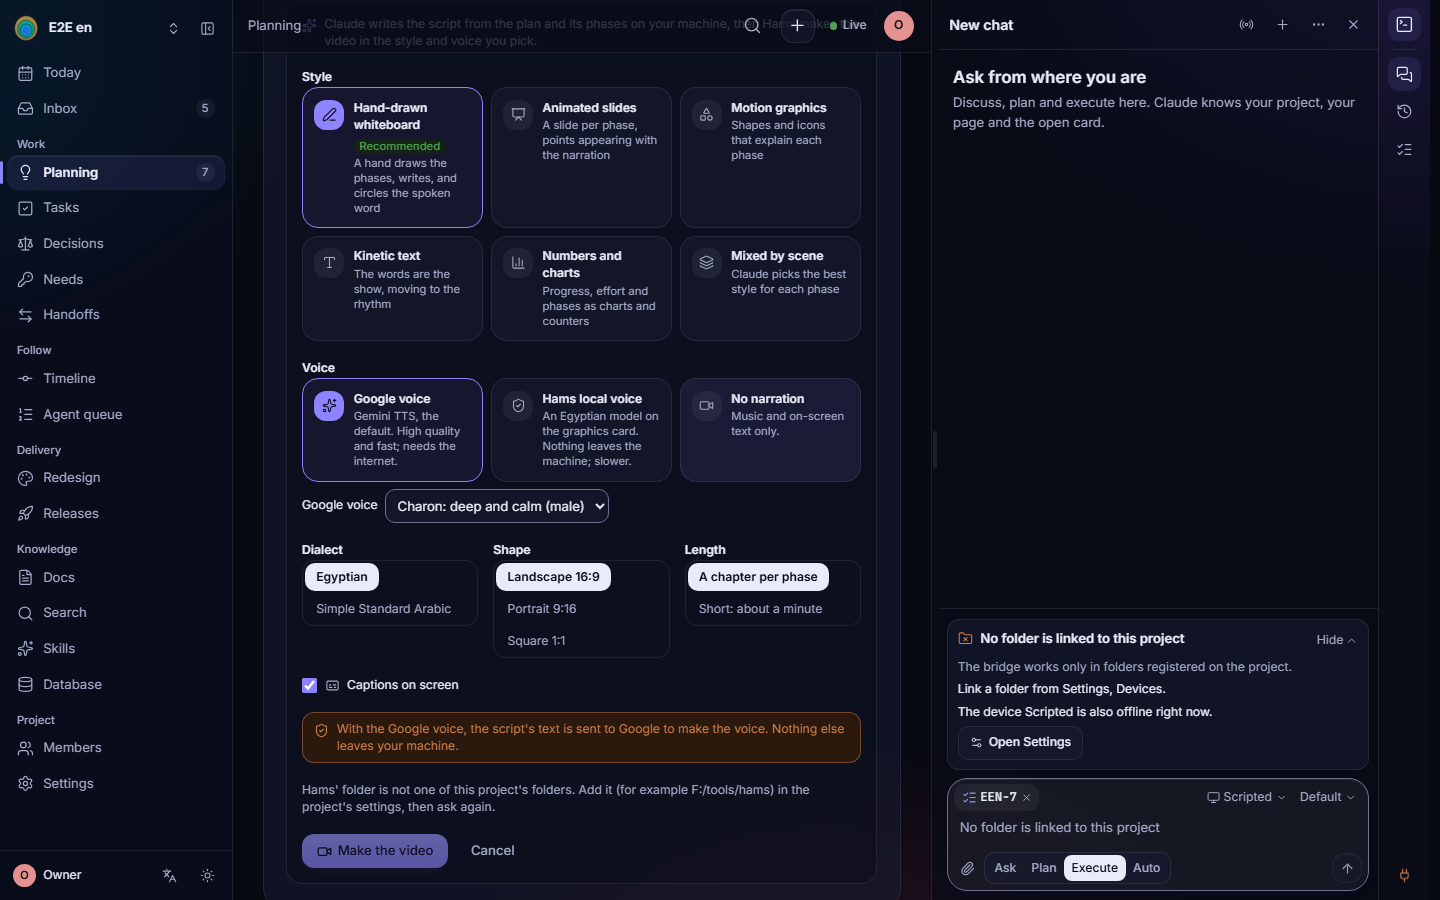 E2E en
Today
Inbox
5
Work
Planning
7
Tasks
Decisions
Needs
Handoffs
Follow
Timeline
Agent queue
Delivery
Redesign
Releases
Knowledge
Docs
Search
Skills
Database
Project
Members
Settings
O
Owner
Planning
Claude writes the script from the plan and its phases on your machine,
video in the style and voice you pick.
Live
O
Style
Hand-drawn
whiteboard
Recommended
A hand draws the
phases, writes, and
circles the spoken
word
Animated slides
A slide per phase,
points appearing with
the narration
Motion graphics
Shapes and icons
that explain each
phase
Kinetic text
The words are the
show, moving to the
rhythm
Numbers and
charts
Progress, effort and
phases as charts and
counters
Mixed by scene
Claude picks the best
style for each phase
Voice
Google voice
Gemini TTS, the
default. High quality
and fast; needs the
internet.
Hams local voice
An Egyptian model on
the graphics card.
Nothing leaves the
machine; slower.
No narration
Music and on-screen
text only.
Google voice
Charon: deep and calm (male)
Dialect
Egyptian
Simple Standard Arabic
Shape
Landscape 16:9
Portrait 9:16
Square 1:1
Length
A chapter per phase
Short: about a minute
Captions on screen
With the Google voice, the script's text is sent to Google to make the voice. Nothing else
leaves your machine.
Hams' folder is not one of this project's folders. Add it (for example F:/tools/hams) in the
project's settings, then ask again.
Make the video
Cancel
New chat
Ask from where you are
Discuss, plan and execute here. Claude knows your project, your
page and the open card.
No folder is linked to this project
Hide
The bridge works only in folders registered on the project.
Link a folder from Settings, Devices.
The device Scripted is also offline right now.
Open Settings
EEN-7
Scripted
Default
No folder is linked to this project
Ask
Plan
Execute
Auto